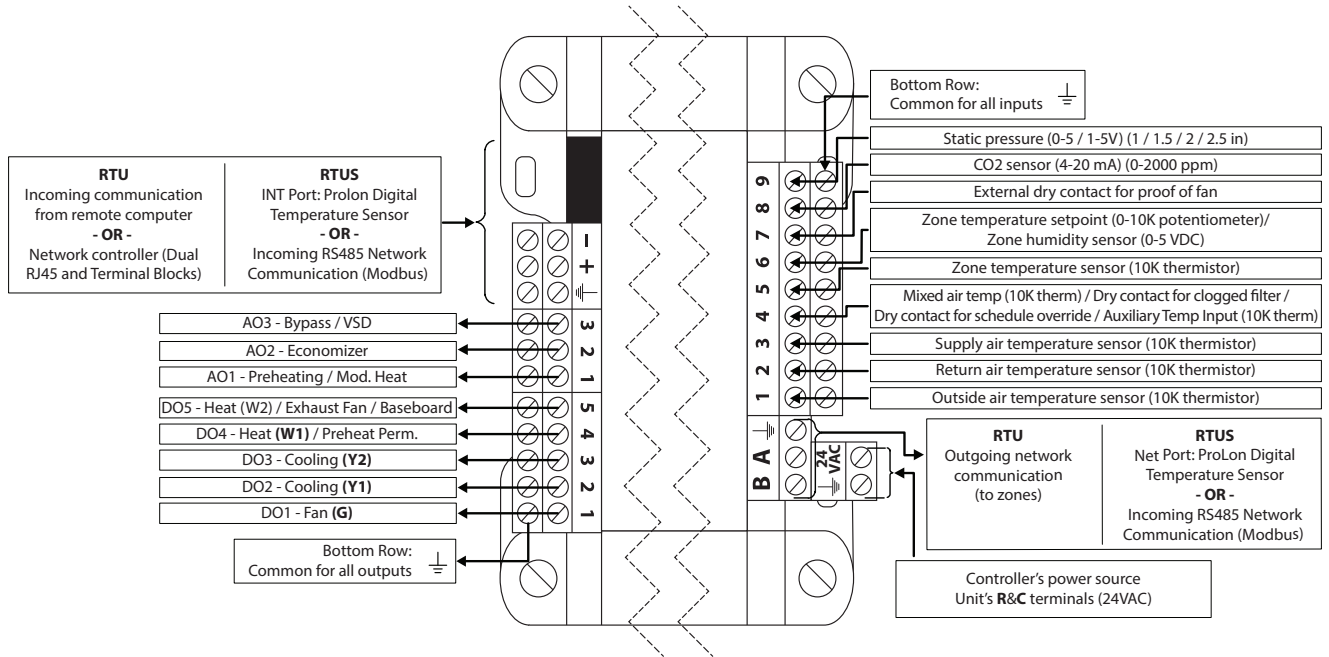 RTU
Incoming communication
from remote computer
- OR -
Network controller (Dual
RJ45 and Terminal Blocks)
RTUS
INT Port: Prolon Digital
Temperature Sensor
- OR -
Incoming RS485 Network
Communication (Modbus)
AO3 - Bypass / VSD
AO2 - Economizer
AO1 - Preheating / Mod. Heat
DO5 - Heat (W2) / Exhaust Fan / Baseboard
DO4 - Heat (W1) / Preheat Perm.
DO3 - Cooling (Y2)
DO2 - Cooling (Y1)
DO1 - Fan (G)
Bottom Row:
Common for all outputs
–
+
3
2
1
5
4
3
2
1
9
8
7
6
5
4
3
2
1
A
B
24
VAC
Bottom Row:
Common for all inputs
Static pressure (0-5 / 1-5V) (1 / 1.5 / 2 / 2.5 in)
CO2 sensor (4-20 mA) (0-2000 ppm)
External dry contact for proof of fan
Zone temperature setpoint (0-10K potentiometer)/
Zone humidity sensor (0-5 VDC)
Zone temperature sensor (10K thermistor)
Mixed air temp (10K therm) / Dry contact for clogged filter /
Dry contact for schedule override / Auxiliary Temp Input (10K therm)
Supply air temperature sensor (10K thermistor)
Return air temperature sensor (10K thermistor)
Outside air temperature sensor (10K thermistor)
RTU
Outgoing network
communication
(to zones)
RTUS
Net Port: ProLon Digital
Temperature Sensor
- OR -
Incoming RS485 Network
Communication (Modbus)
Controller's power source
Unit's R&C terminals (24VAC)